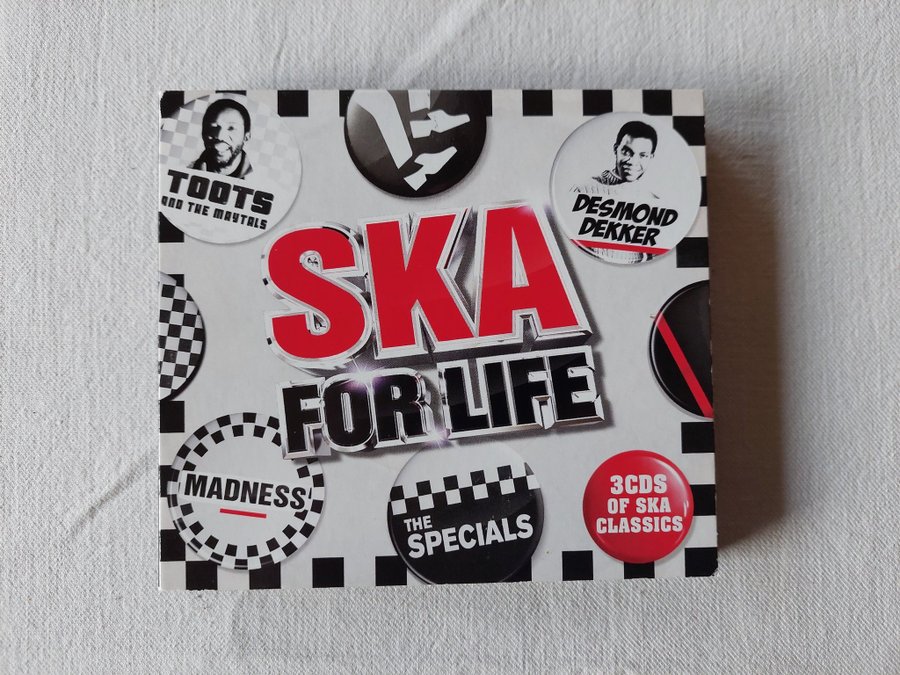 TOOTS
AND THE MAYTALS
DESMOND
DEKKER
SKA
FOR LIFE
MADNESS
THE
SPECIALS
3CDS
OF SKA
CLASSICS